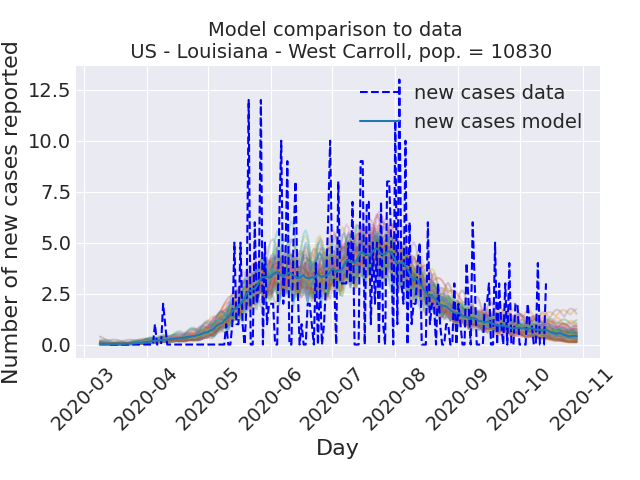 Model comparison to data
US - Louisiana - West Carroll, pop. = 10830
Number of new cases reported
12.5
10.0
7.5
5.0
2.5
0.0
new cases data
new cases model
2020-03
2020-04
2020-05
2020-06
2020-07
2020-08
2020-09
2020-10
2020-11
Day